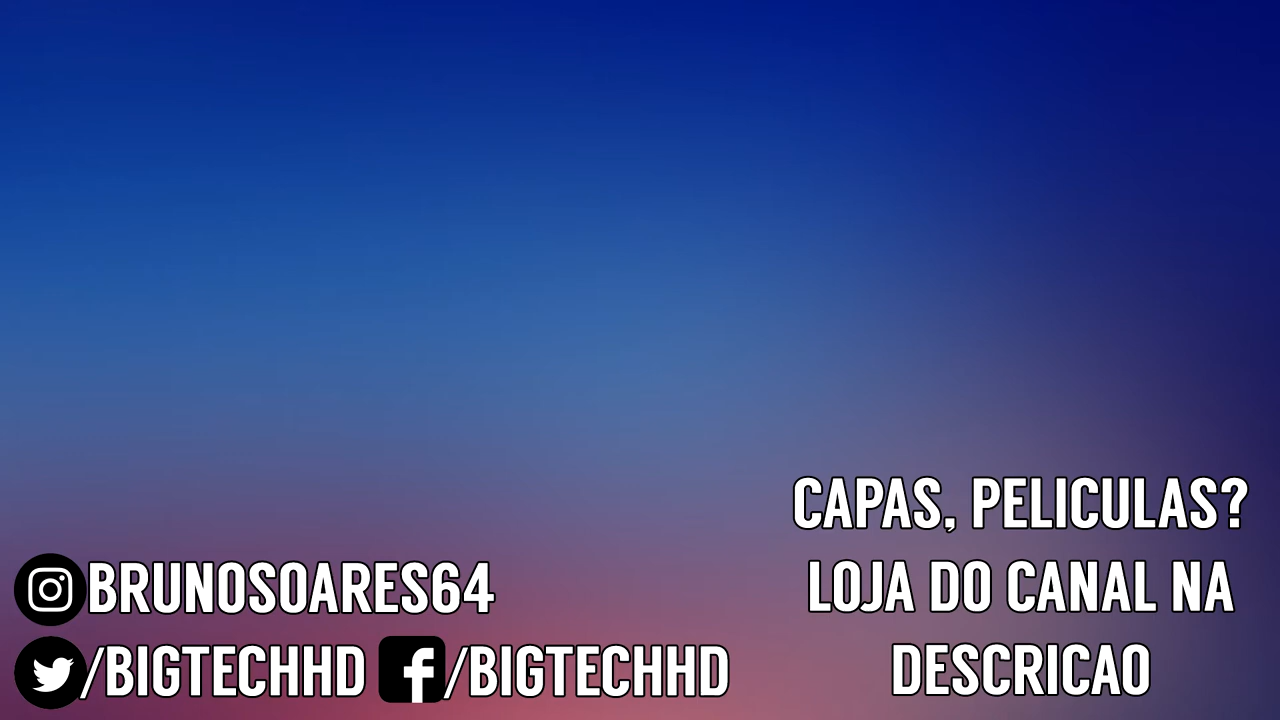 CAPAS, PELICULAS?
LOJA DO CANAL NA
DESCRICAO
BRUNOSOARES64
/BIGTECHHD /BIGTECHHD